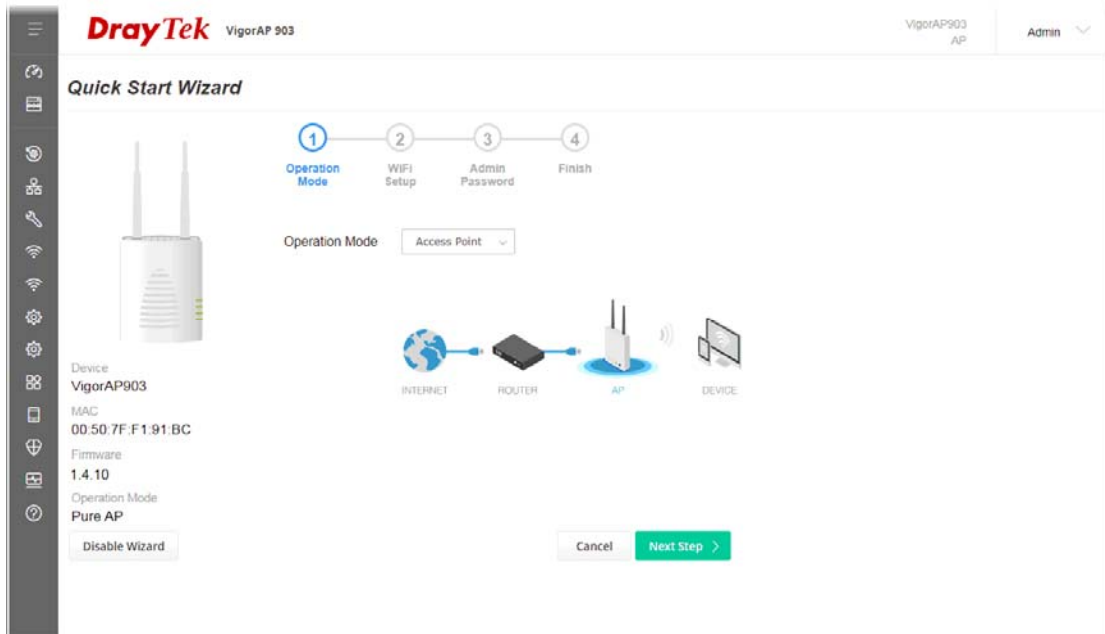 DrayTek VigorAP 903
VigorAP903
AP
Admin
Quick Start Wizard
1 2 3 4
Operation Mode
WiFi Setup
Admin Password
Finish
Operation Mode Access Point
INTERNET ROUTER AP DEVICE
Device
VigorAP903
MAC
00:50:7F:F1:91:BC
Firmware
1.4.10
Operation Mode
Pure AP
Disable Wizard Cancel Next Step